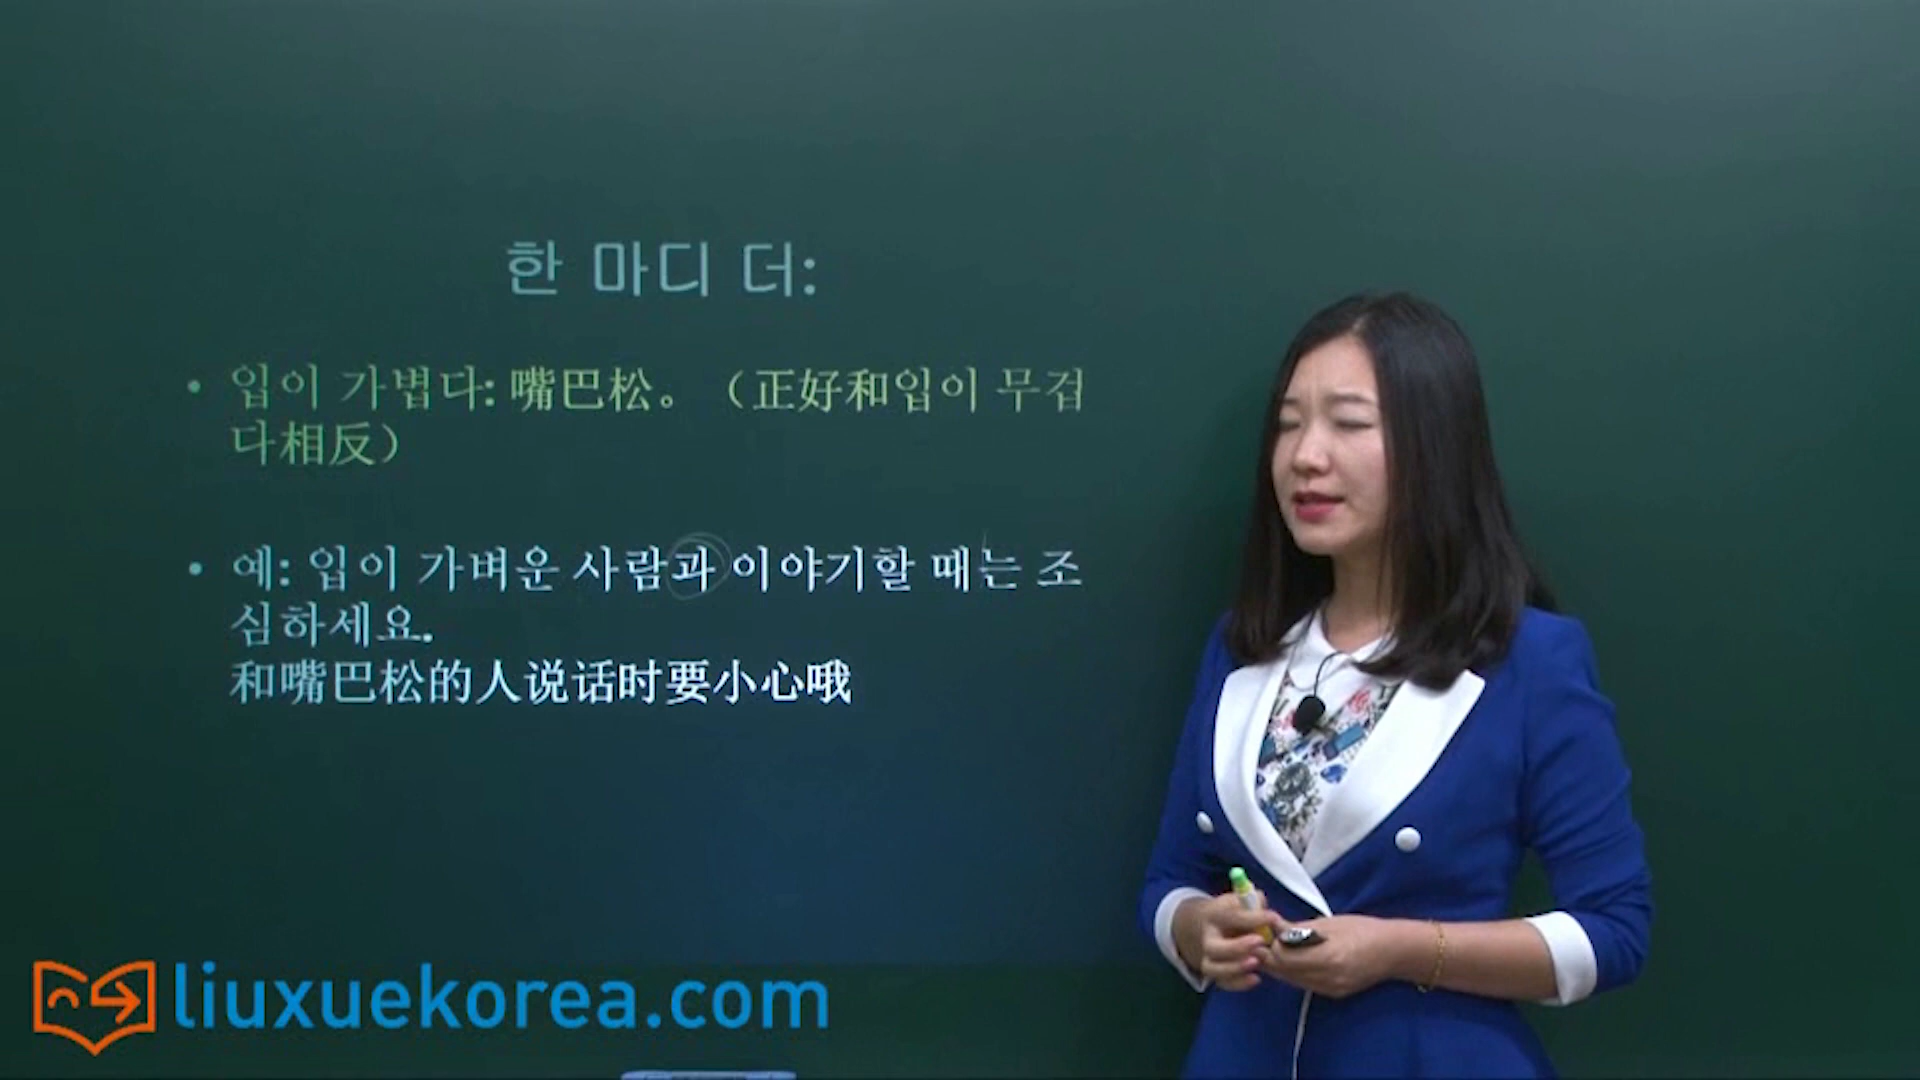 한 마디 더:
• 입이 가볍다: 嘴巴松。（正好和입이 무겁
다相反）
• 예: 입이 가벼운 사람과 이야기할 때는 조
심하세요.
和嘴巴松的人说话时要小心哦
liuxuekorea.com